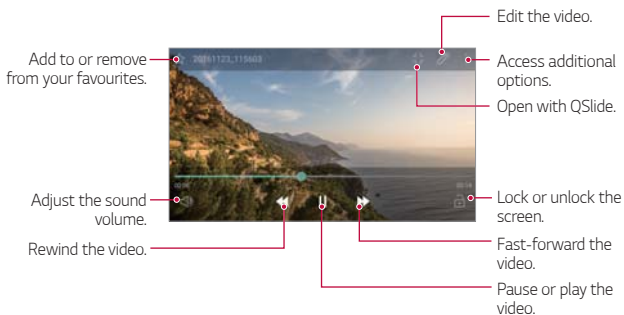 Edit the video.
Add to or remove
from your favourites.
20161123_115603
Access additional
options.
Open with QSlide.
Adjust the sound
volume.
Lock or unlock the
screen.
Rewind the video.
Fast-forward the
video.
Pause or play the
video.